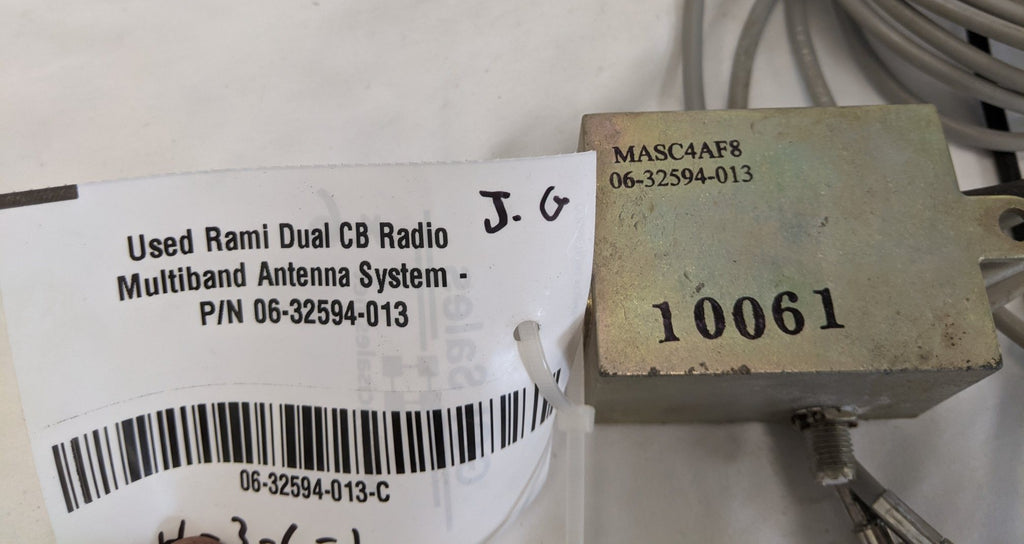 J. G
Used Rami Dual CB Radio
Multiband Antenna System -
P/N 06-32594-013
06-32594-013-C
MASC4AF8
06-32594-013
10061